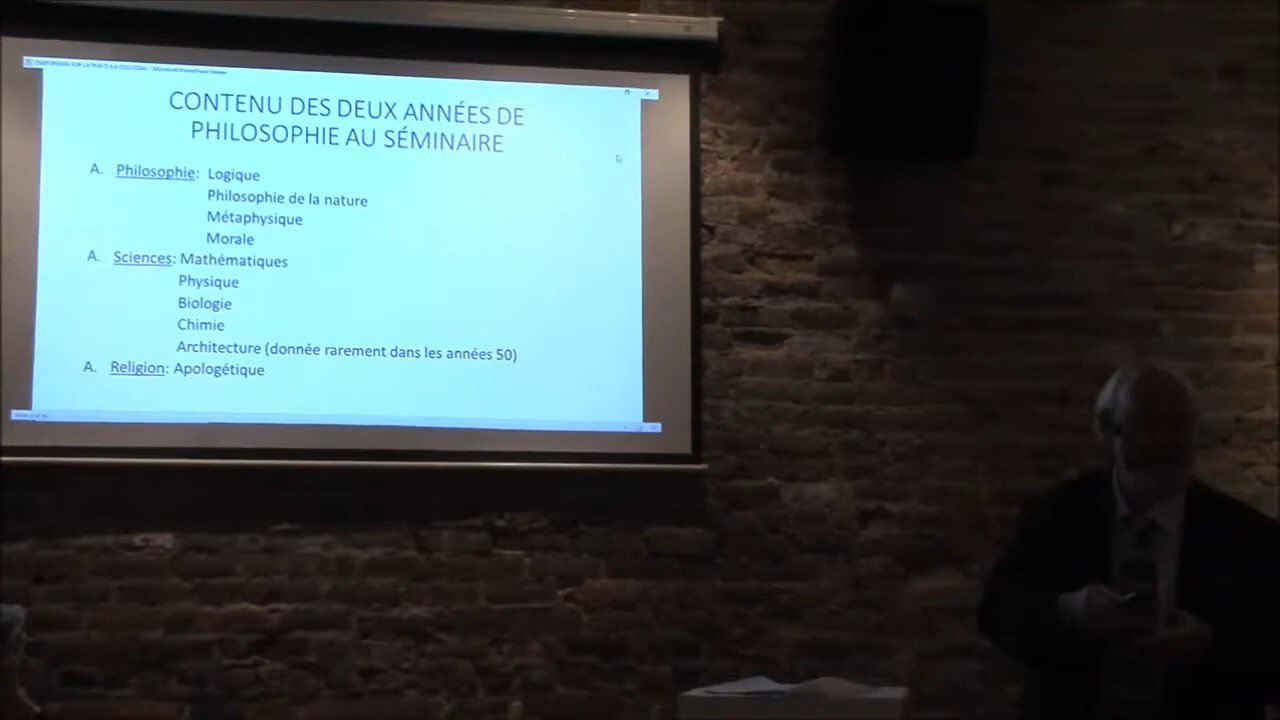 CONTENU DES DEUX ANNÉES DE
PHILOSOPHIE AU SÉMINAIRE
A. Philosophie: Logique
Philosophie de la nature
Métaphysique
Morale
A. Sciences: Mathématiques
Physique
Biologie
Chimie
Architecture (donnée rarement dans les années 50)
A. Religion: Apologétique